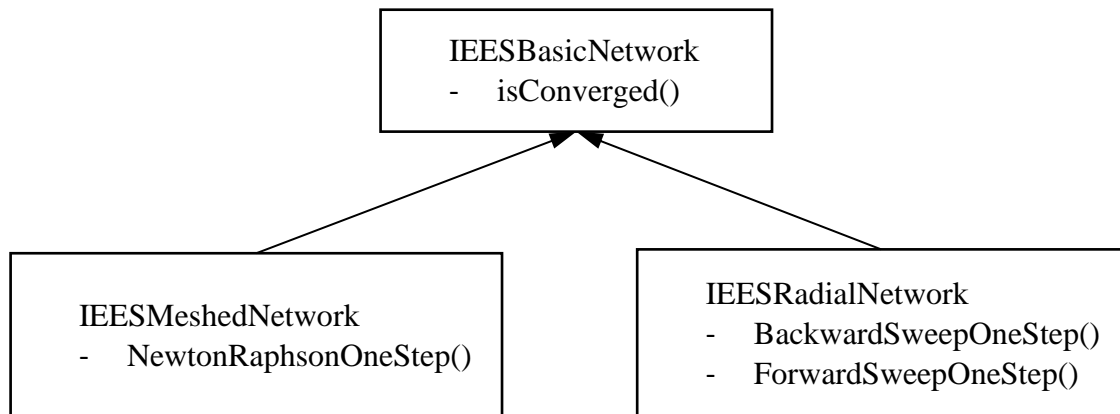 IEESBasicNetwork
- isConverged()
IEESMeshedNetwork
- NewtonRaphsonOneStep()
IEESRadialNetwork
- BackwardSweepOneStep()
- ForwardSweepOneStep()